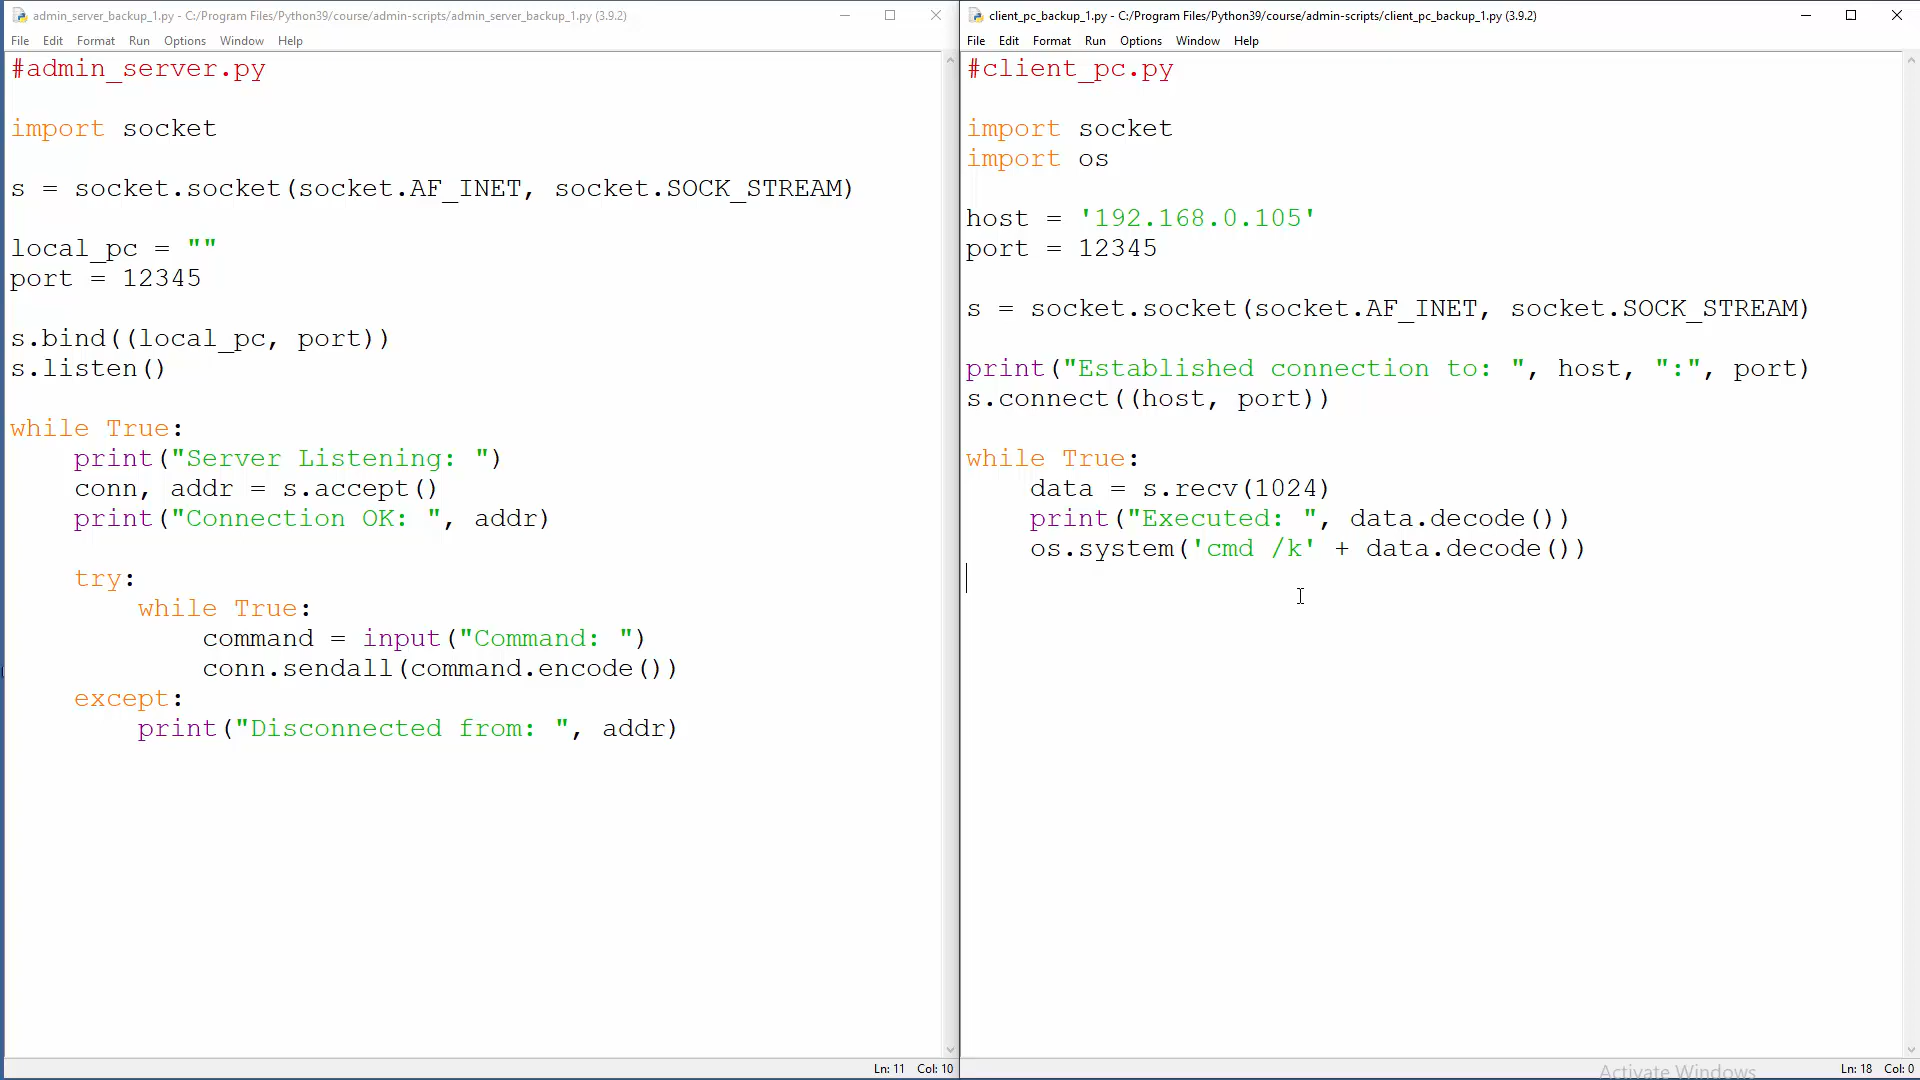 admin_server_backup_1.py - C:/Program Files/Python39/course/admin-scripts/admin_server_backup_1.py (3.9.2)
File Edit Format Run Options Window Help
#admin_server.py
import socket
s = socket.socket(socket.AF_INET, socket.SOCK_STREAM)
local_pc = ""
port = 12345
s.bind((local_pc, port))
s.listen()
while True:
    print("Server Listening: ")
    conn, addr = s.accept()
    print("Connection OK: ", addr)
    try:
        while True:
            command = input("Command: ")
            conn.sendall(command.encode())
    except:
        print("Disconnected from: ", addr)
Ln: 11 Col: 10
client_pc_backup_1.py - C:/Program Files/Python39/course/admin-scripts/client_pc_backup_1.py (3.9.2)
File Edit Format Run Options Window Help
#client_pc.py
import socket
import os
host = '192.168.0.105'
port = 12345
s = socket.socket(socket.AF_INET, socket.SOCK_STREAM)
print("Established connection to: ", host, ":", port)
s.connect((host, port))
while True:
    data = s.recv(1024)
    print("Executed: ", data.decode())
    os.system('cmd /k' + data.decode())
Activate Windows
Ln: 18 Col: 0